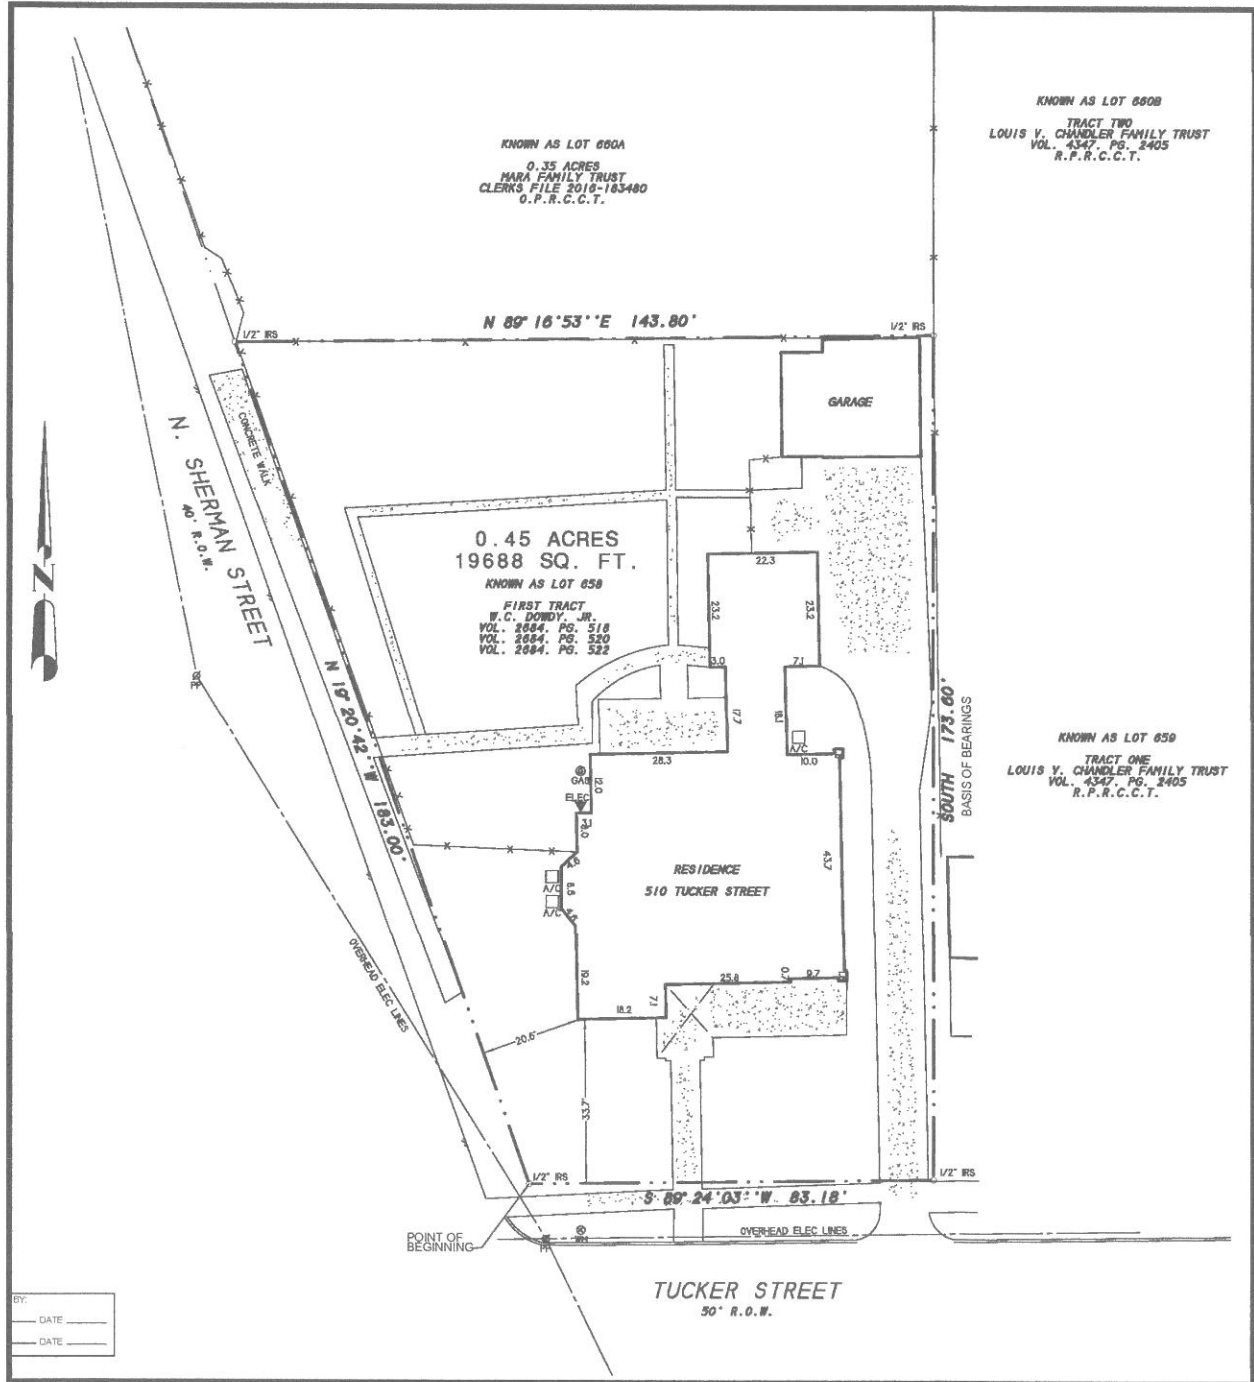 KNOWN AS LOT 660A
0.35 ACRES
MARA FAMILY TRUST
CLERKS FILE 2016-183480
O.P.R.C.C.T.
KNOWN AS LOT 660B
TRACT TWO
LOUIS V. CHANDLER FAMILY TRUST
VOL. 4347, PG. 2405
R.P.R.C.C.T.
N 89°16'53''E 143.80'
1/2" IRS
1/2" IRS
GARAGE
CONCRETE WALK
N. SHERMAN STREET
40' R.O.W.
N
0.45 ACRES
19688 SQ. FT.
KNOWN AS LOT 658
FIRST TRACT
W.C. DOWDY, JR.
VOL. 2684, PG. 518
VOL. 2684, PG. 520
VOL. 2684, PG. 522
22.3
23.2
23.2
3.0
7.1
17.7
18.1
A/C
10.0
28.3
N 19°20'42''W 183.00'
SOUTH 173.60'
BASIS OF BEARINGS
KNOWN AS LOT 659
TRACT ONE
LOUIS V. CHANDLER FAMILY TRUST
VOL. 4347, PG. 2405
R.P.R.C.C.T.
GAS
12.0
ELEC
8.0
4.6
A/C
A/C
4.6
43.7
RESIDENCE
510 TUCKER STREET
19.2
18.2
7.1
25.8
0.7
9.7
OVERHEAD ELEC LINES
20.6'
33.7'
1/2" IRS
1/2" IRS
S 89°24'03''W 83.18'
POINT OF
BEGINNING
PP
WM
OVERHEAD ELEC LINES
TUCKER STREET
50' R.O.W.
BY:
DATE
DATE